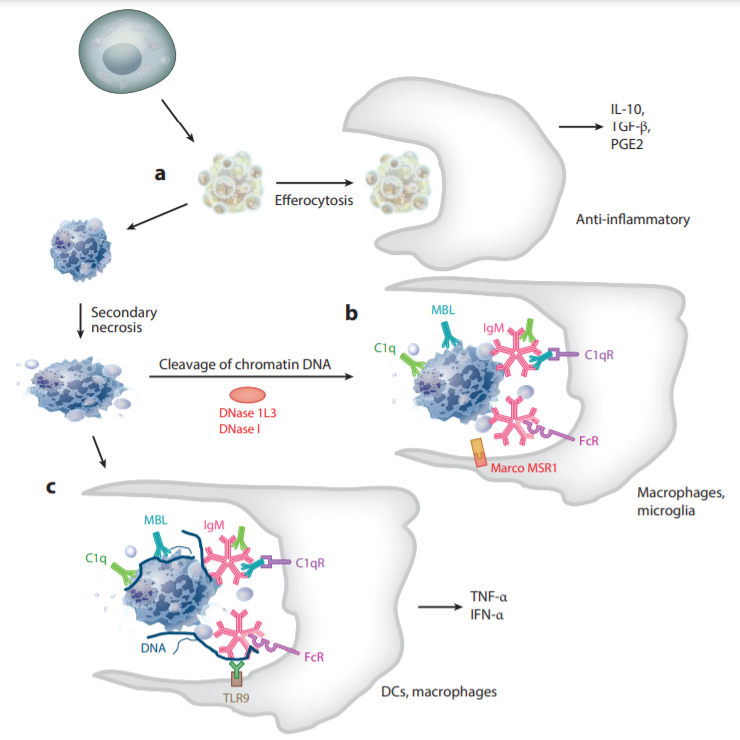 IL-10,
TGF-β,
PGE2
a
Efferocytosis
Anti-inflammatory
Secondary
necrosis
b
MBL
IgM
C1q
C1qR
Cleavage of chromatin DNA
DNase 1L3
DNase I
FcR
Marco MSR1
Macrophages,
microglia
c
MBL
IgM
C1q
C1qR
TNF-α
IFN-α
DNA
FcR
TLR9
DCs, macrophages